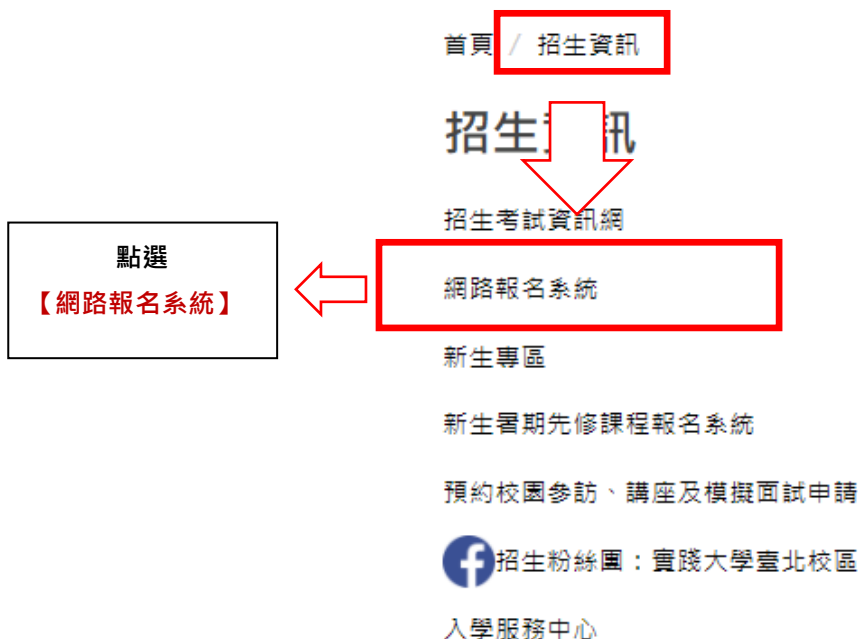 首頁 / 招生資訊
招生資訊
招生考試資訊網
網路報名系統
點選
【網路報名系統】
新生專區
新生暑期先修課程報名系統
預約校園參訪、講座及模擬面試申請
招生粉絲團：實踐大學臺北校區
入學服務中心